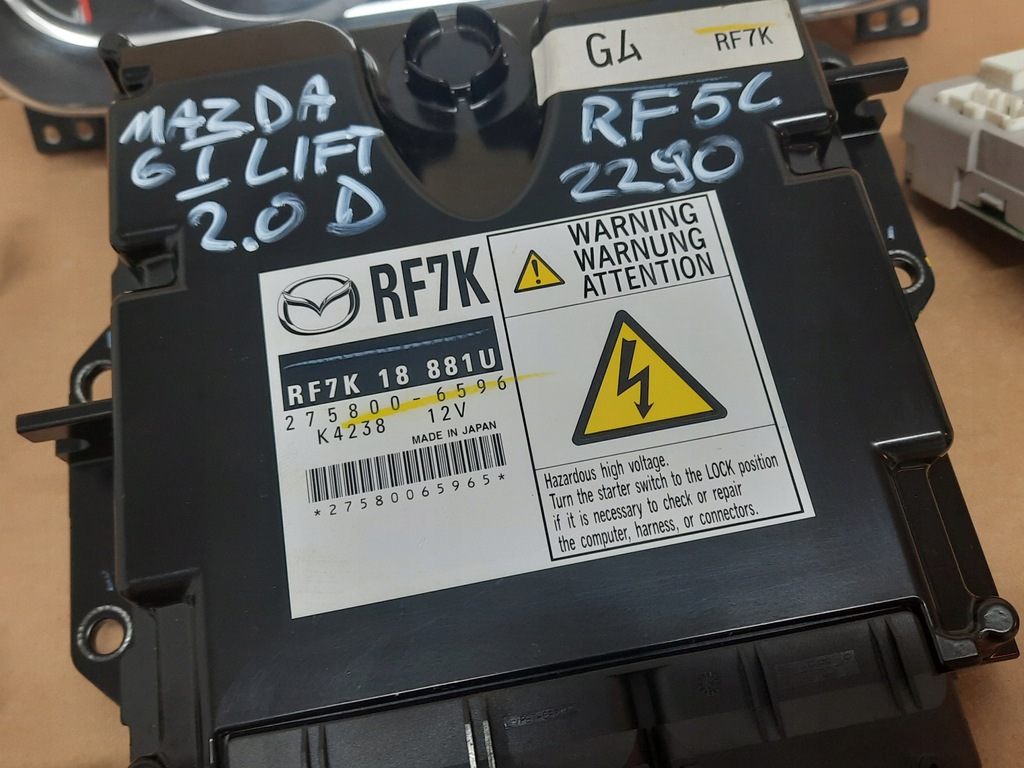 G4 RF7K
MAZDA
6 I LIFT
2.0 D
RF5C
2290
RF7K
RF7K 18 881U
275800-6596
K4238 12V
MADE IN JAPAN
*27580065965*
WARNING
WARNUNG
ATTENTION
Hazardous high voltage.
Turn the starter switch to the LOCK position
if it is necessary to check or repair
the computer, harness, or connectors.